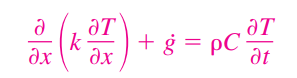 ∂/∂x (k ∂T/∂x) + ġ = ρC ∂T/∂t